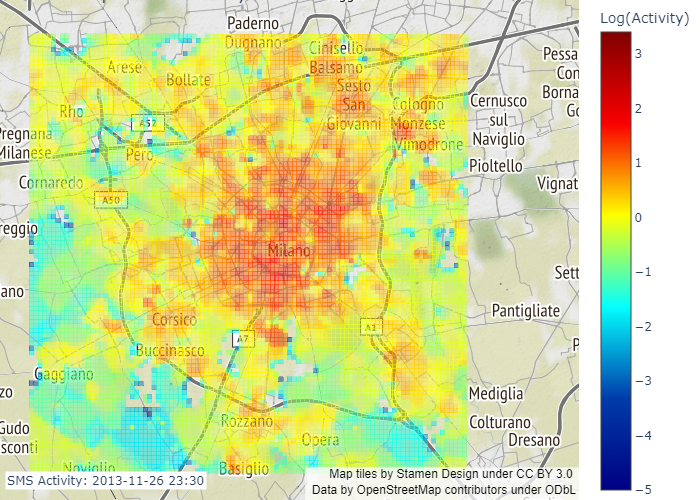 Log(Activity)
3
2
1
0
−1
−2
−3
−4
−5
Paderno
Dugnano
Cinisello
Balsamo
Arese
Bollate
Sesto
San
Giovanni
Rho
A52
Cologno
Monzese
Vimodrone
Cernusco
sul
Naviglio
Pessa
Con
Borna
Go
Pregnana
Milanese
Pero
Pioltello
Cornaredo
Vignat
A50
reggio
Milano
Sett
ano
Pantigliate
Corsico
A1
A7
P
Buccinasco
Gaggiano
zo
Mediglia
Rozzano
Colturano
Dresano
Gudo
sconti
Opera
Noviglio
Basiglio
SMS Activity: 2013-11-26 23:30
Map tiles by Stamen Design under CC BY 3.0
Data by OpenStreetMap contributors under ODbL